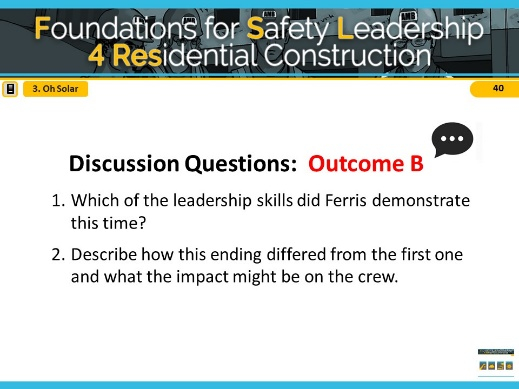 Foundations for Safety Leadership
4 Residential Construction
3. Oh Solar
40
Discussion Questions: Outcome B
1. Which of the leadership skills did Ferris demonstrate
this time?
2. Describe how this ending differed from the first one
and what the impact might be on the crew.